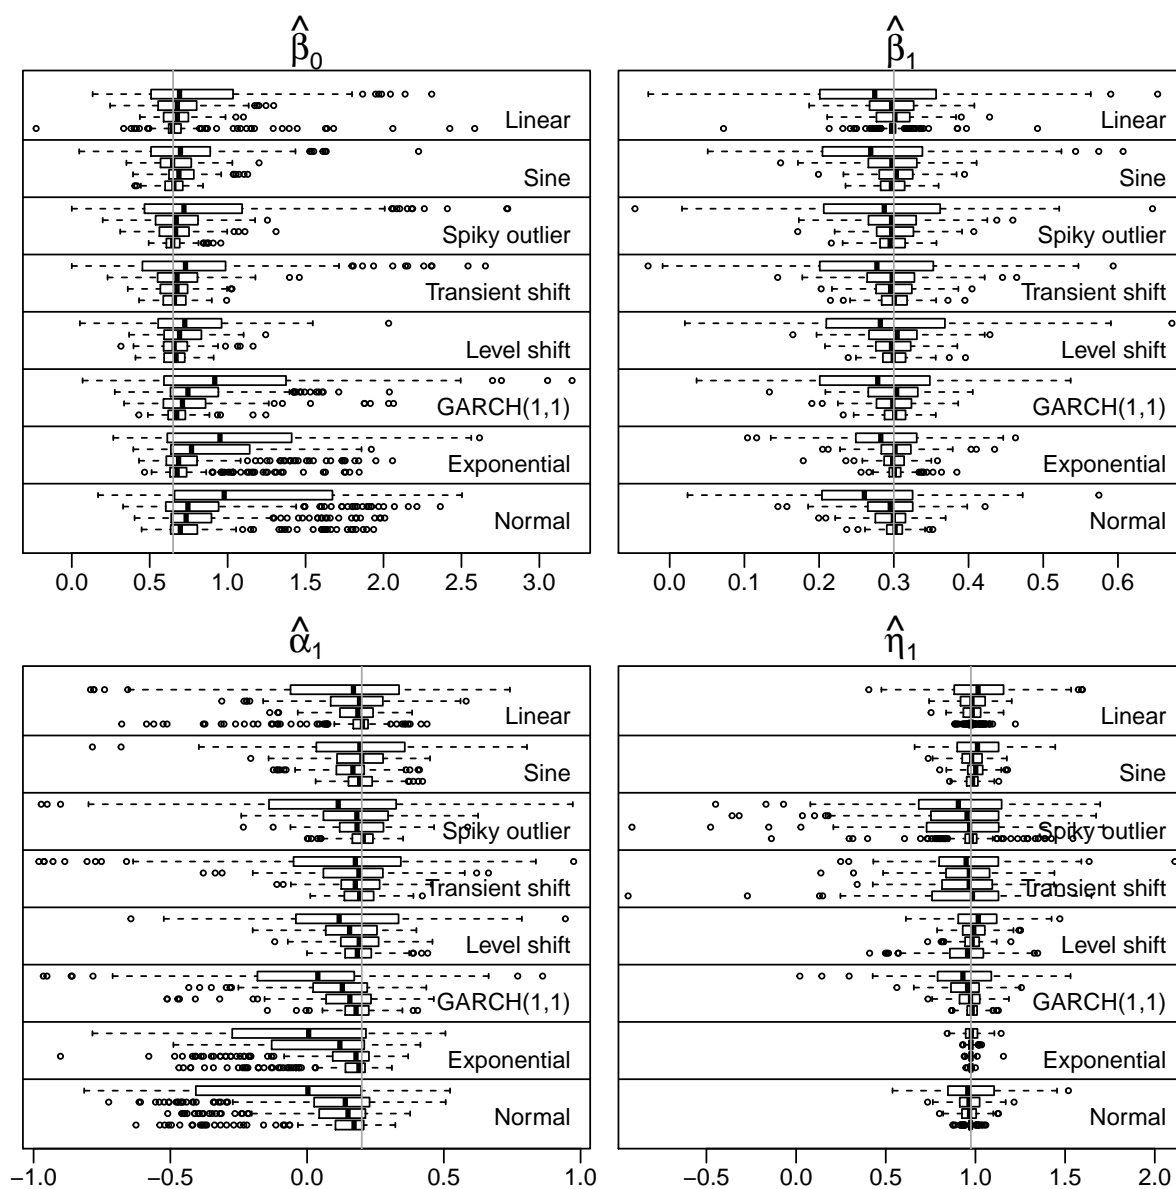 β̂0
Linear
Sine
Spiky outlier
Transient shift
Level shift
GARCH(1,1)
Exponential
Normal
0.0 0.5 1.0 1.5 2.0 2.5 3.0
β̂1
Linear
Sine
Spiky outlier
Transient shift
Level shift
GARCH(1,1)
Exponential
Normal
0.0 0.2 0.3 0.4 0.5 0.6
α̂1
Linear
Sine
Spiky outlier
Transient shift
Level shift
GARCH(1,1)
Exponential
Normal
−1.0 −0.5 0.0 0.5 1.0
η̂1
Linear
Sine
Spiky outlier
Transient shift
Level shift
GARCH(1,1)
Exponential
Normal
−0.5 0.0 0.5 1.0 1.5 2.0